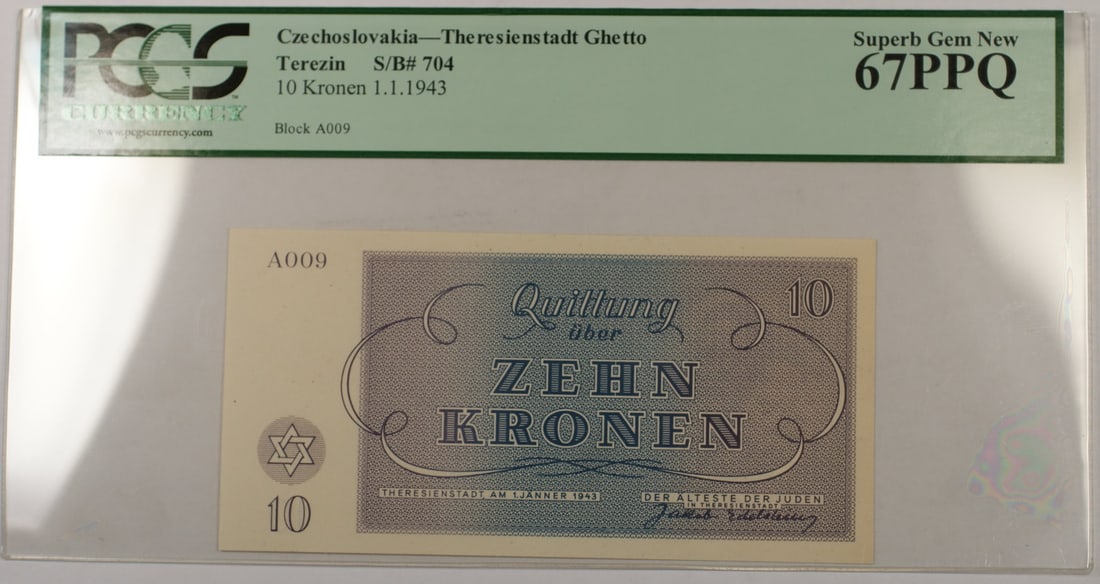 PCGS
CURRENCY
www.pcgscurrency.com
Czechoslovakia—Theresienstadt Ghetto
Terezin S/B# 704
10 Kronen 1.1.1943
Block A009
Superb Gem New
67PPQ
A009
10
Quittung
über
ZEHN
KRONEN
THERESIENSTADT AM 1.JÄNNER 1943
DER ÄLTESTE DER JUDEN
IN THERESIENSTADT
Jakob Edelstein
10